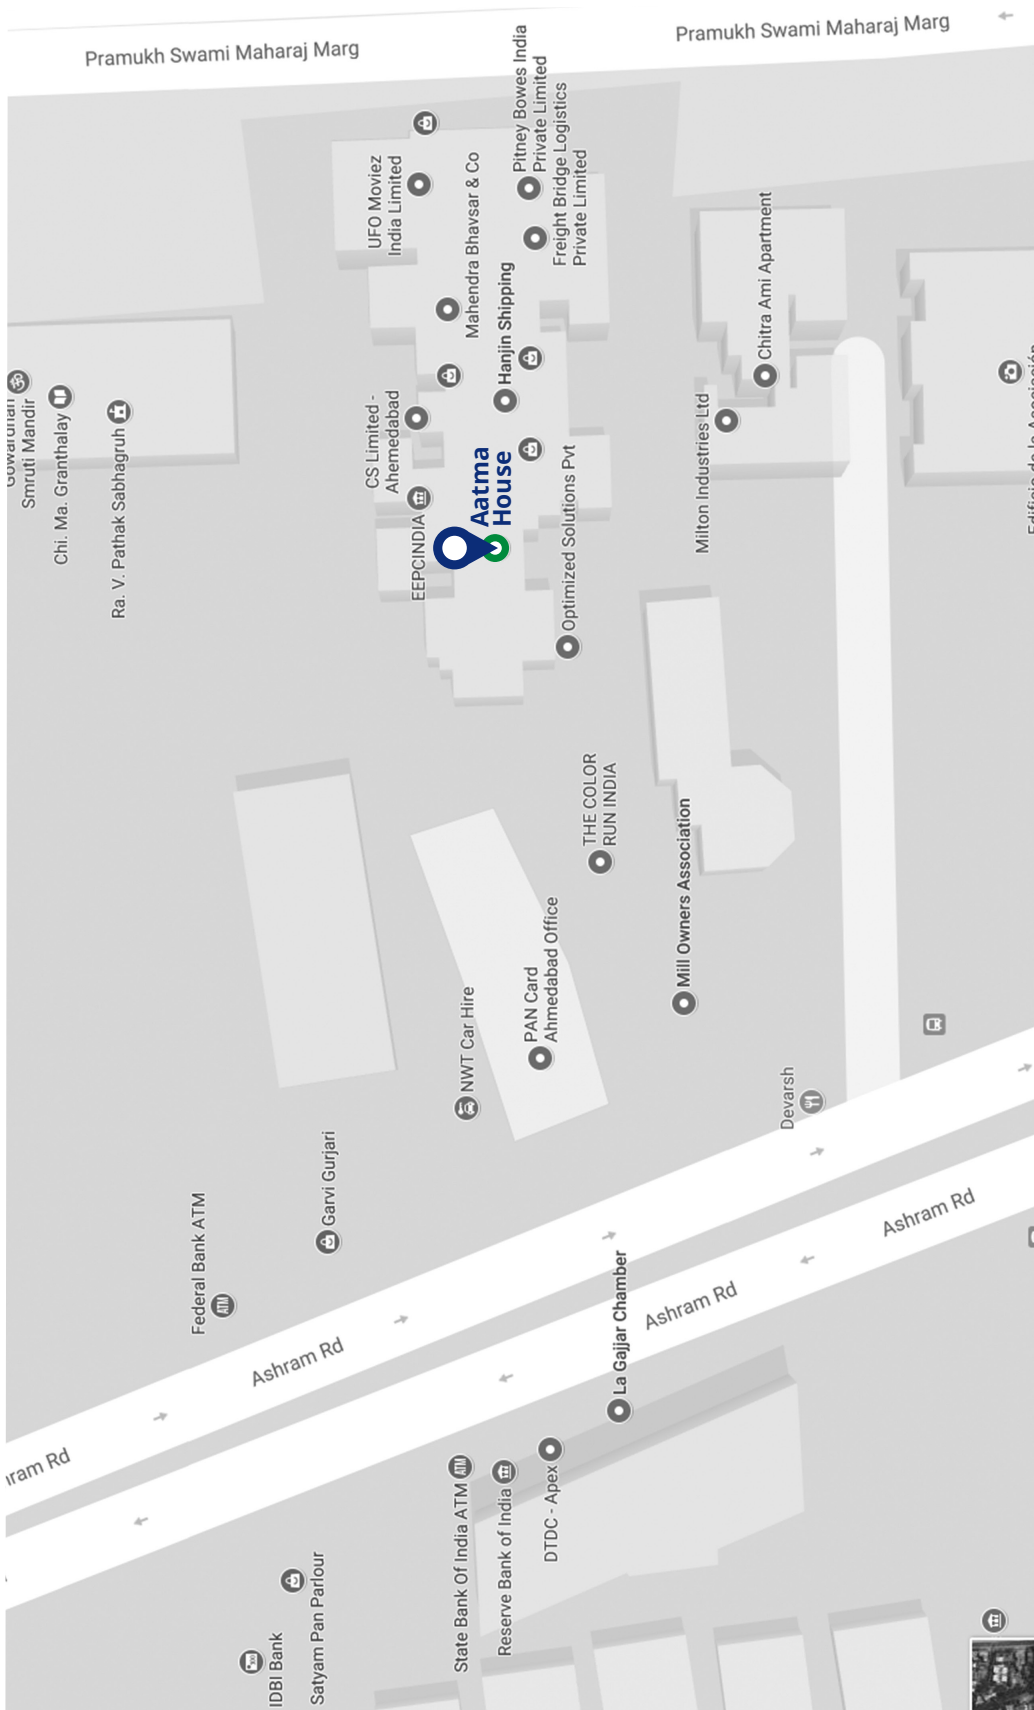 Pramukh Swami Maharaj Marg
Pramukh Swami Maharaj Marg
Pitney Bowes India
Private Limited
UFO Moviez
India Limited
Mahendra Bhavsar & Co
Freight Bridge Logistics
Private Limited
Hanjin Shipping
Chitra Ami Apartment
Smruti Mandir
Chi. Ma. Granthalay
Ra. V. Pathak Sabhagruh
CS Limited -
Ahemedabad
EEPCINDIA
Aatma
House
Optimized Solutions Pvt
Milton Industries Ltd
THE COLOR
RUN INDIA
Mill Owners Association
PAN Card
Ahmedabad Office
NWT Car Hire
Devarsh
Garvi Gurjari
Federal Bank ATM
ATM
Ashram Rd
Ashram Rd
Ashram Rd
La Gajjar Chamber
State Bank Of India ATM
ATM
Reserve Bank of India
DTDC - Apex
Satyam Pan Parlour
IDBI Bank